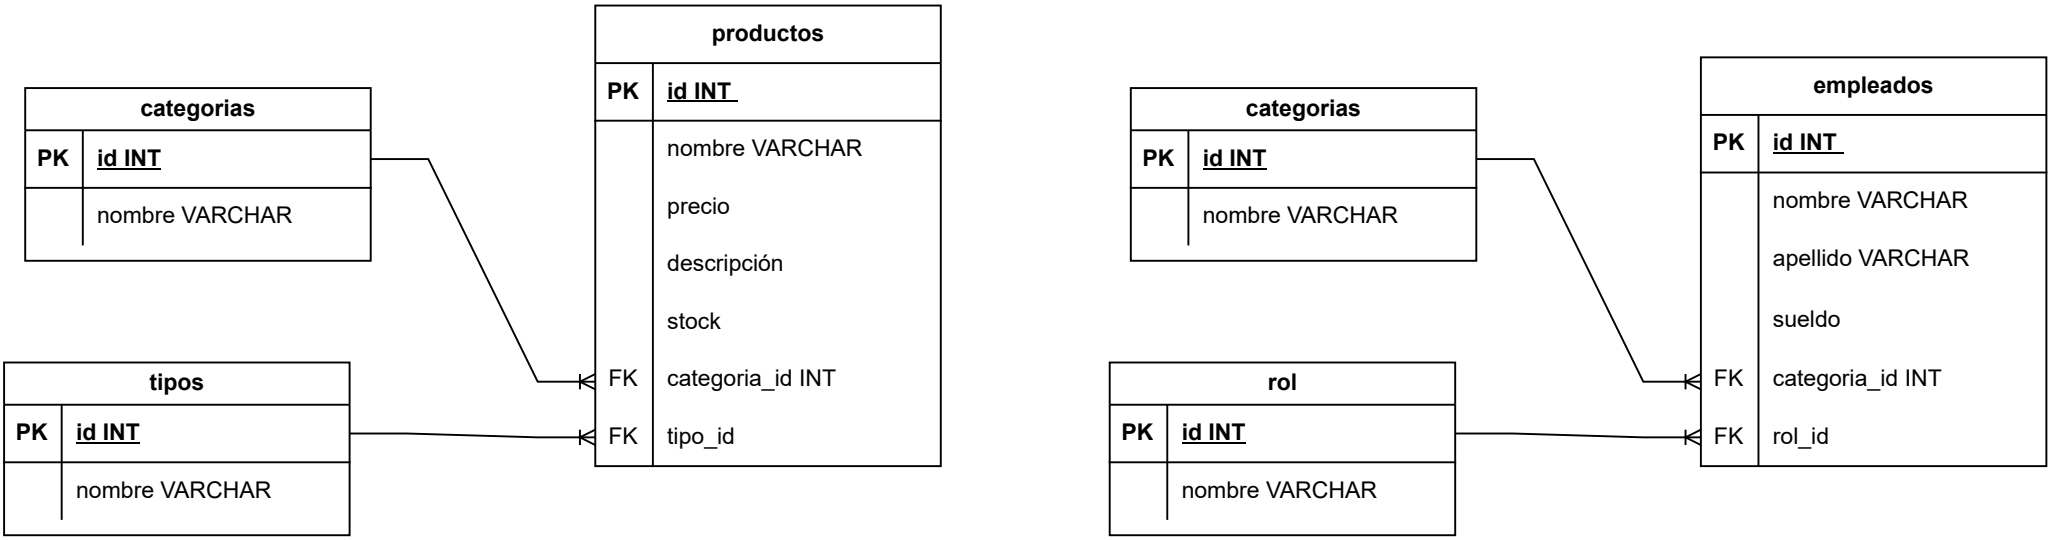 categorias
PK id INT
nombre VARCHAR
tipos
PK id INT
nombre VARCHAR
productos
PK id INT
nombre VARCHAR
precio
descripción
stock
FK categoria_id INT
FK tipo_id
categorias
PK id INT
nombre VARCHAR
rol
PK id INT
nombre VARCHAR
empleados
PK id INT
nombre VARCHAR
apellido VARCHAR
sueldo
FK categoria_id INT
FK rol_id